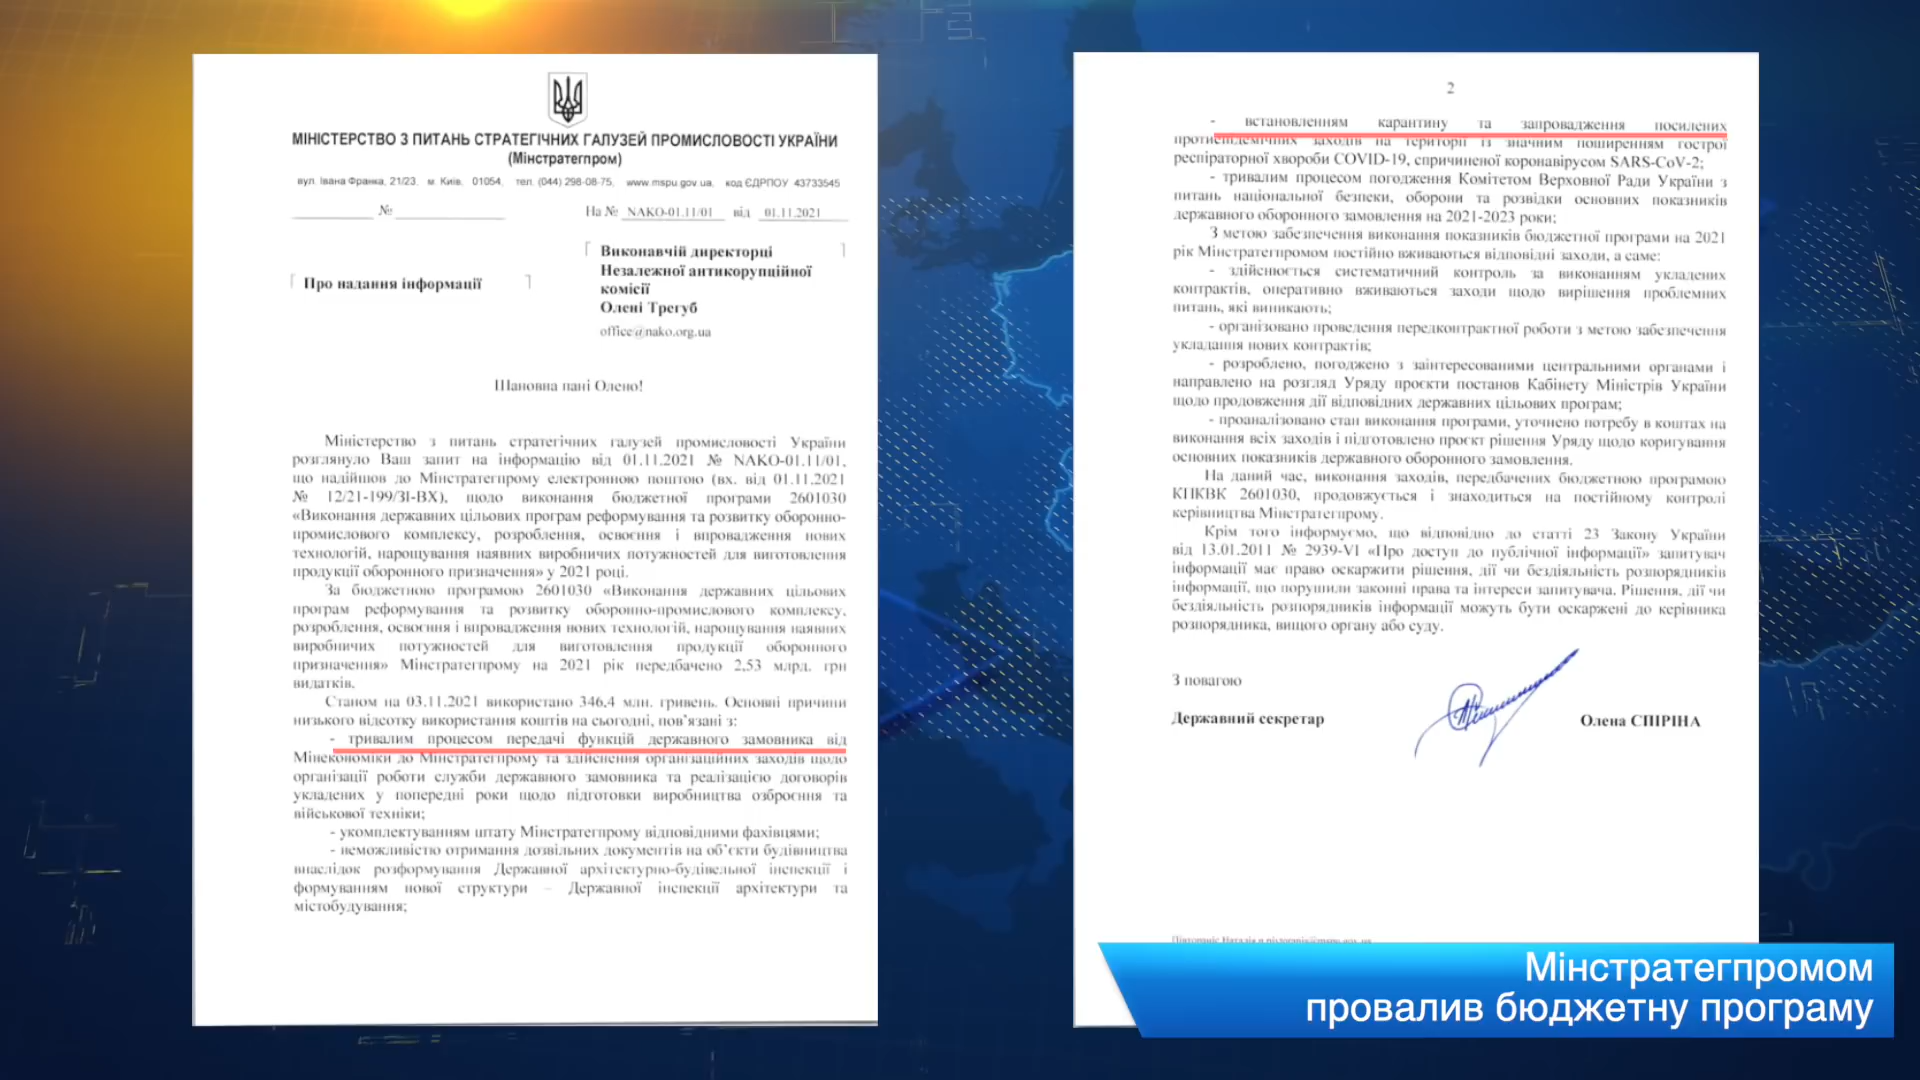 МІНІСТЕРСТВО З ПИТАНЬ СТРАТЕГІЧНИХ ГАЛУЗЕЙ ПРОМИСЛОВОСТІ УКРАЇНИ
(Мінстратегпром)
вул. Івана Франка, 21/23, м. Київ, 01054, тел. (044) 298-08-75, www.mspu.gov.ua, код ЄДРПОУ 43733545
№ На № NAKO-01.11/01 від 01.11.2021
Про надання інформації
Виконавчій директорці
Незалежної антикорупційної
комісії
Олені Трегуб
office@nako.org.ua
Шановна пані Олено!
Міністерство з питань стратегічних галузей промисловості України
розглянуло Ваш запит на інформацію від 01.11.2021 № NAKO-01.11/01,
що надійшов до Мінстратегпрому електронною поштою (вх. від 01.11.2021
№ 12/21-199/ЗІ-ВХ), щодо виконання бюджетної програми 2601030
«Виконання державних цільових програм реформування та розвитку оборонно-
промислового комплексу, розроблення, освоєння і впровадження нових
технологій, нарощування наявних виробничих потужностей для виготовлення
продукції оборонного призначення» у 2021 році.
За бюджетною програмою 2601030 «Виконання державних цільових
програм реформування та розвитку оборонно-промислового комплексу,
розроблення, освоєння і впровадження нових технологій, нарощування наявних
виробничих потужностей для виготовлення продукції оборонного
призначення» Мінстратегпрому на 2021 рік передбачено 2,53 млрд. грн
видатків.
Станом на 03.11.2021 використано 346,4 млн. гривень. Основні причини
низького відсотку використання коштів на сьогодні, пов’язані з:
- тривалим процесом передачі функцій державного замовника від
Мінекономіки до Мінстратегпрому та здійснення організаційних заходів щодо
організації роботи служби державного замовника та реалізацією договорів
укладених у попередні роки щодо підготовки виробництва озброєння та
військової техніки;
- укомплектуванням штату Мінстратегпрому відповідними фахівцями;
- неможливістю отримання дозвільних документів на об’єкти будівництва
внаслідок розформування Державної архітектурно-будівельної інспекції і
формуванням нової структури – Державної інспекції архітектури та
містобудування;
2
- встановленням карантину та запровадження посилених
протиепідемічних заходів на території із значним поширенням гострої
респіраторної хвороби COVID-19, спричиненої коронавірусом SARS-CoV-2;
- тривалим процесом погодження Комітетом Верховної Ради України з
питань національної безпеки, оборони та розвідки основних показників
державного оборонного замовлення на 2021-2023 роки;
З метою забезпечення виконання показників бюджетної програми на 2021
рік Мінстратегпромом постійно вживаються відповідні заходи, а саме:
- здійснюється систематичний контроль за виконанням укладених
контрактів, оперативно вживаються заходи щодо вирішення проблемних
питань, які виникають;
- організовано проведення передконтрактної роботи з метою забезпечення
укладання нових контрактів;
- розроблено, погоджено з заінтересованими центральними органами і
направлено на розгляд Уряду проєкти постанов Кабінету Міністрів України
щодо продовження дії відповідних державних цільових програм;
- проаналізовано стан виконання програми, уточнено потребу в коштах на
виконання всіх заходів і підготовлено проєкт рішення Уряду щодо коригування
основних показників державного оборонного замовлення.
На даний час, виконання заходів, передбачених бюджетною програмою
КПКВК 2601030, продовжується і знаходиться на постійному контролі
керівництва Мінстратегпрому.
Крім того інформуємо, що відповідно до статті 23 Закону України
від 13.01.2011 № 2939-VI «Про доступ до публічної інформації» запитувач
інформації має право оскаржити рішення, дії чи бездіяльність розпорядників
інформації, що порушили законні права та інтереси запитувача. Рішення, дії чи
бездіяльність розпорядників інформації можуть бути оскаржені до керівника
розпорядника, вищого органу або суду.
З повагою
Державний секретар Олена СПІРІНА
Мінстратегпромом
провалив бюджетну програму